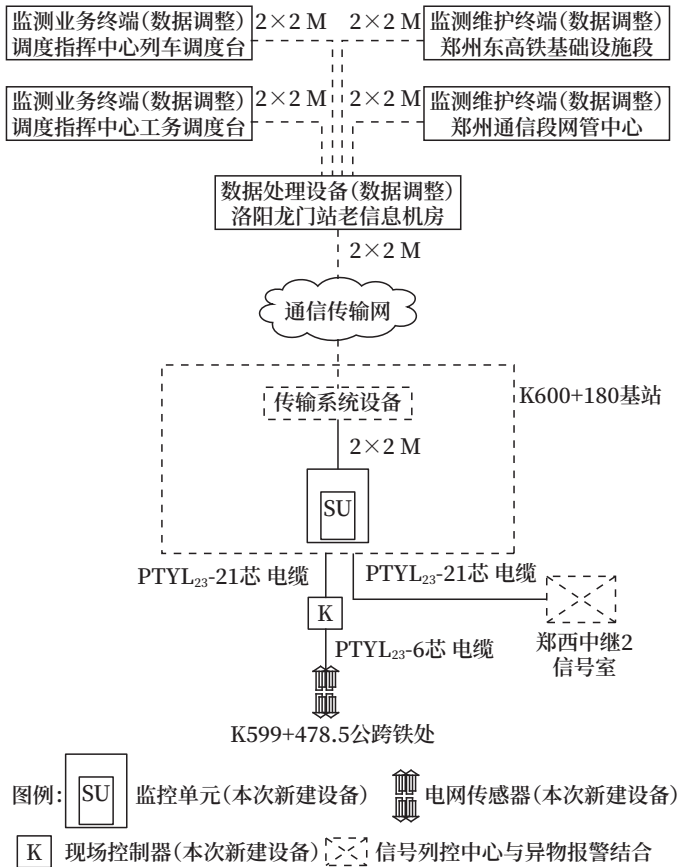 监测业务终端(数据调整)
调度指挥中心列车调度台
2×2 M
2×2 M
监测维护终端(数据调整)
郑州东高铁基础设施段
监测业务终端(数据调整)
调度指挥中心工务调度台
2×2 M
2×2 M
监测维护终端(数据调整)
郑州通信段网管中心
数据处理设备(数据调整)
洛阳龙门站老信息机房
2×2 M
通信传输网
传输系统设备
K600+180基站
2×2 M
SU
PTYL₂₃-21芯 电缆
PTYL₂₃-21芯 电缆
K
PTYL₂₃-6芯 电缆
郑西中继2
信号室
K599+478.5公跨铁处
图例:
SU
监控单元(本次新建设备)
电网传感器(本次新建设备)
K
现场控制器(本次新建设备)
信号列控中心与异物报警结合